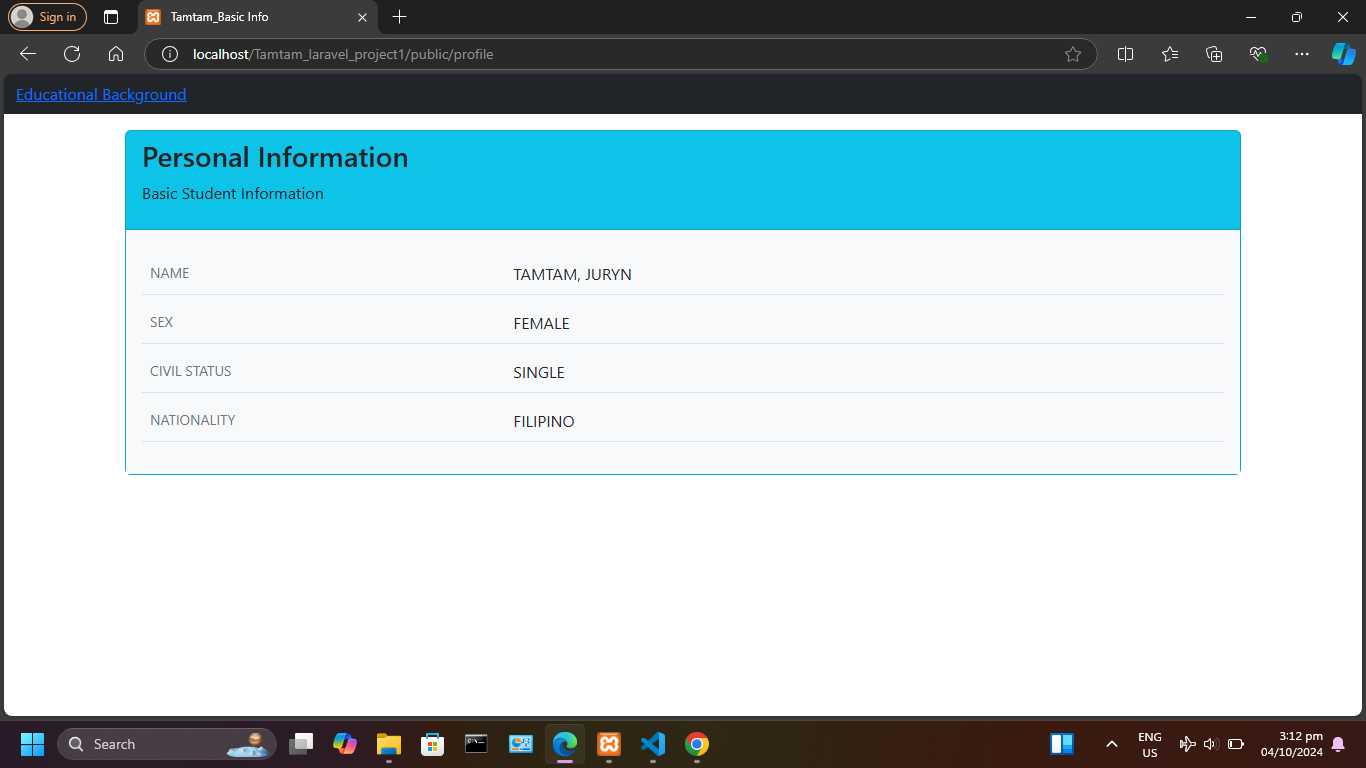 Sign in
Tamtam_Basic Info
localhost/Tamtam_laravel_project1/public/profile
Educational Background
Personal Information
Basic Student Information
NAME TAMTAM, JURYN
SEX FEMALE
CIVIL STATUS SINGLE
NATIONALITY FILIPINO
Search
ENG
US
3:12 pm
04/10/2024